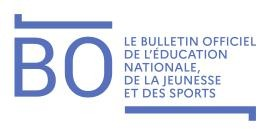 BO
LE BULLETIN OFFICIEL
DE L'ÉDUCATION
NATIONALE,
DE LA JEUNESSE
ET DES SPORTS